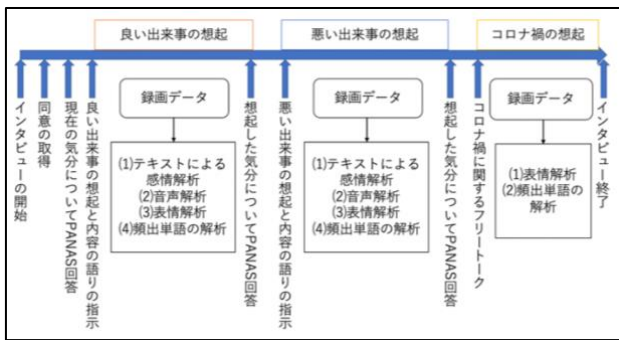 良い出来事の想起
悪い出来事の想起
コロナ禍の想起
インタビューの開始
同意の取得
現在の気分についてPANAS回答
良い出来事の想起と内容の語りの指示
録画データ
(1)テキストによる
感情解析
(2)音声解析
(3)表情解析
(4)頻出単語の解析
想起した気分についてPANAS回答
悪い出来事の想起と内容の語りの指示
録画データ
(1)テキストによる
感情解析
(2)音声解析
(3)表情解析
(4)頻出単語の解析
想起した気分についてPANAS回答
コロナ禍に関するフリートーク
録画データ
(1)表情解析
(2)頻出単語の
解析
インタビュー終了